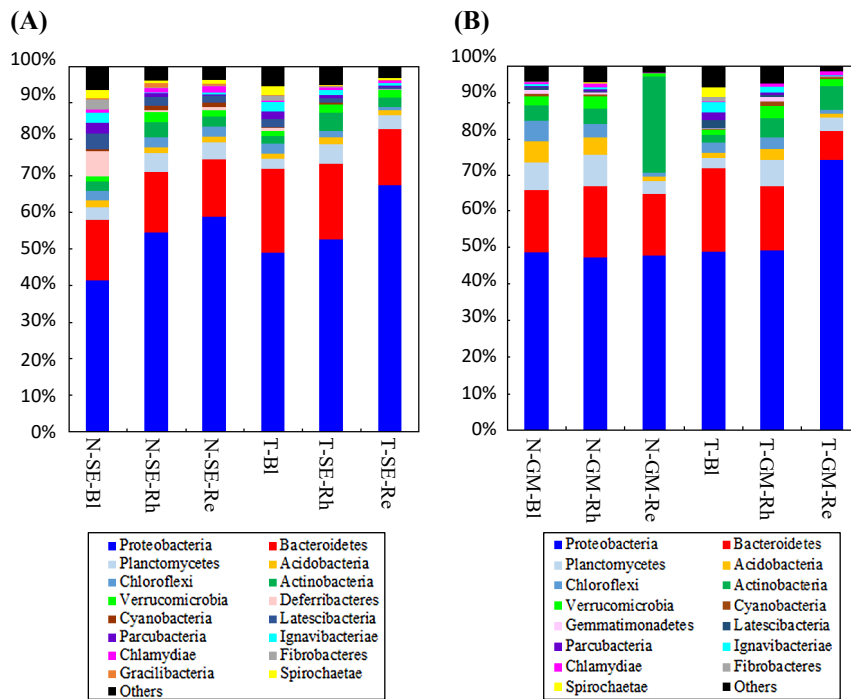 (A)
100%
90%
80%
70%
60%
50%
40%
30%
20%
10%
0%
N-SE-Bl
N-SE-Rh
N-SE-Re
T-Bl
T-SE-Rh
T-SE-Re
Proteobacteria Bacteroidetes
Planctomycetes Acidobacteria
Chloroflexi Actinobacteria
Verrucomicrobia Deferribacteres
Cyanobacteria Latescibacteria
Parcubacteria Ignavibacteriae
Chlamydiae Fibrobacteres
Gracilibacteria Spirochaetae
Others
(B)
100%
90%
80%
70%
60%
50%
40%
30%
20%
10%
0%
N-GM-Bl
N-GM-Rh
N-GM-Re
T-Bl
T-GM-Rh
T-GM-Re
Proteobacteria Bacteroidetes
Planctomycetes Acidobacteria
Chloroflexi Actinobacteria
Verrucomicrobia Cyanobacteria
Gemmatimonadetes Latescibacteria
Parcubacteria Ignavibacteriae
Chlamydiae Fibrobacteres
Spirochaetae Others